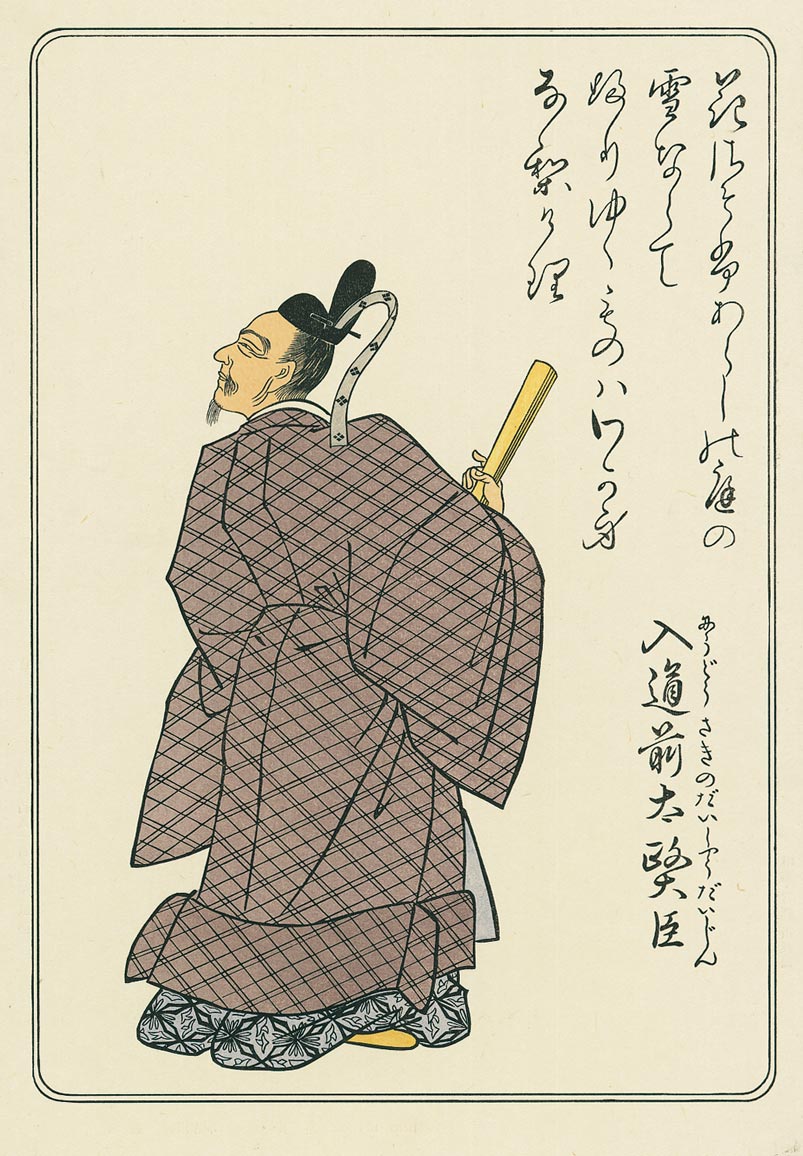 花さそふあらしの庭の
雪ならて
ふりゆくものハわか身
なりけり
にうどう さきのだいしやうだいじん
入道前太政大臣